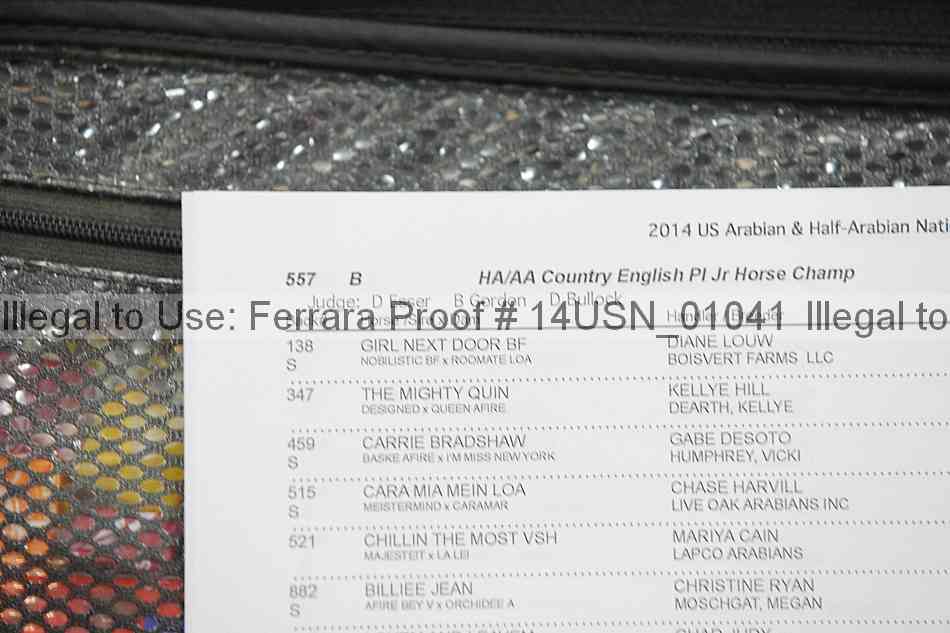 2014 US Arabian & Half-Arabian Nati
557 B HA/AA Country English Pl Jr Horse Champ
Judge: D Esser B Gordon D Bullock
Illegal to Use: Ferrara Proof # 14USN_01041 Illegal to
138 GIRL NEXT DOOR BF DIANE LOUW
S NOBILISTIC BF x ROOMATE LOA BOISVERT FARMS LLC
347 THE MIGHTY QUIN KELLYE HILL
DESIGNED x QUEEN AFIRE DEARTH, KELLYE
459 CARRIE BRADSHAW GABE DESOTO
S BASKE AFIRE x I'M MISS NEW YORK HUMPHREY, VICKI
515 CARA MIA MEIN LOA CHASE HARVILL
S MEISTERMIND x CARAMAR LIVE OAK ARABIANS INC
521 CHILLIN THE MOST VSH MARIYA CAIN
MAJESTEIT x LA LEI LAPCO ARABIANS
882 BILLIEE JEAN CHRISTINE RYAN
S AFIRE BEY V x ORCHIDEE A MOSCHGAT, MEGAN